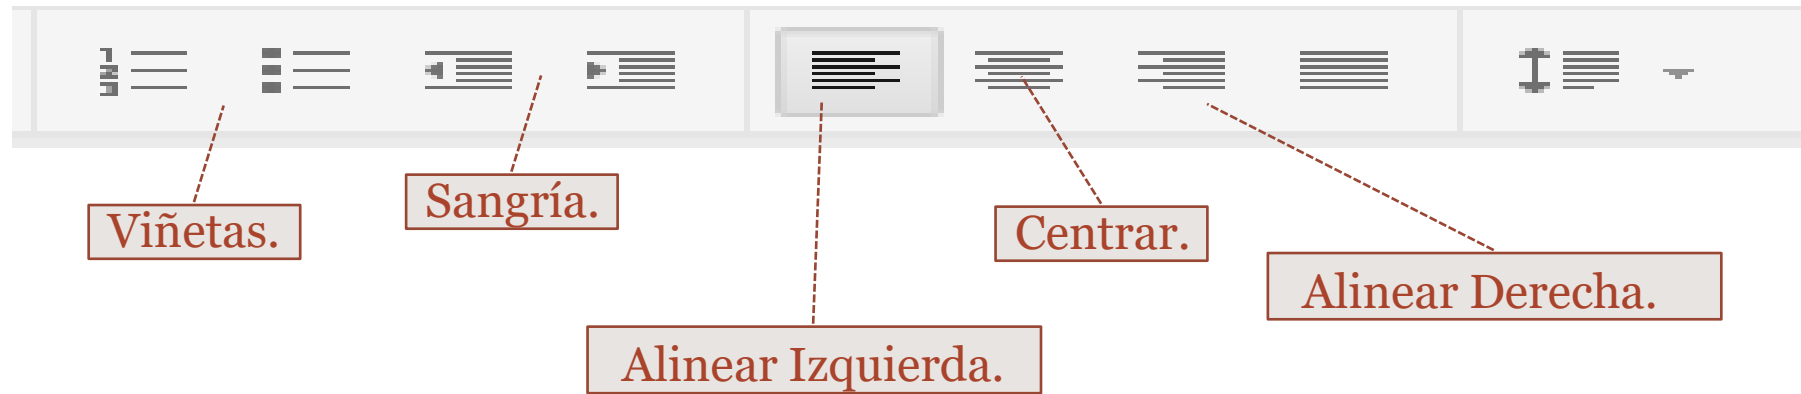 Viñetas.
Sangría.
Alinear Izquierda.
Centrar.
Alinear Derecha.